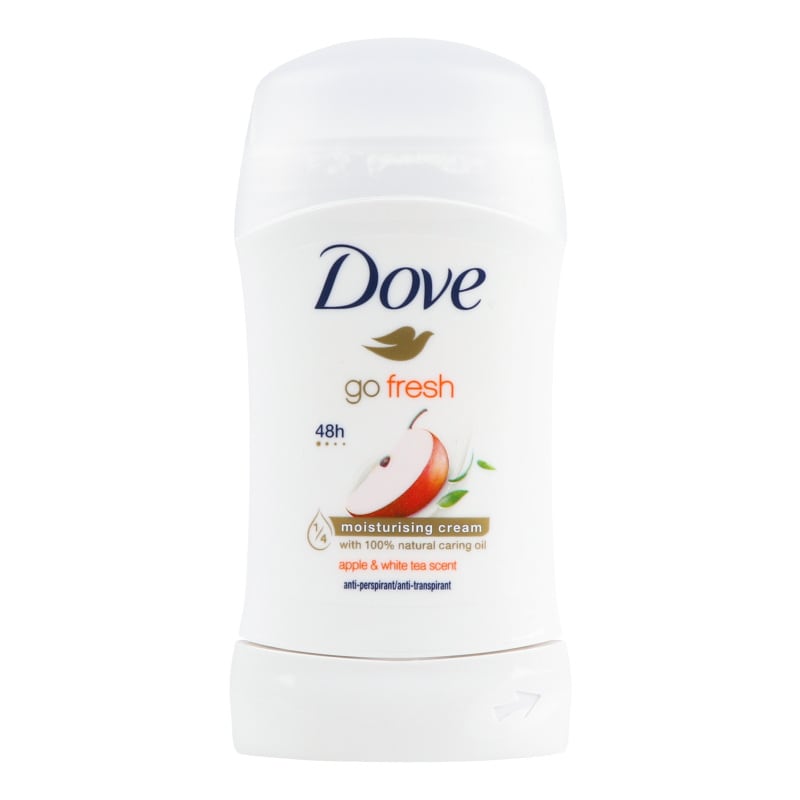 Dove
go fresh
48h
1/4
moisturising cream
with 100% natural caring oil
apple & white tea scent
anti-perspirant/anti-transpirant